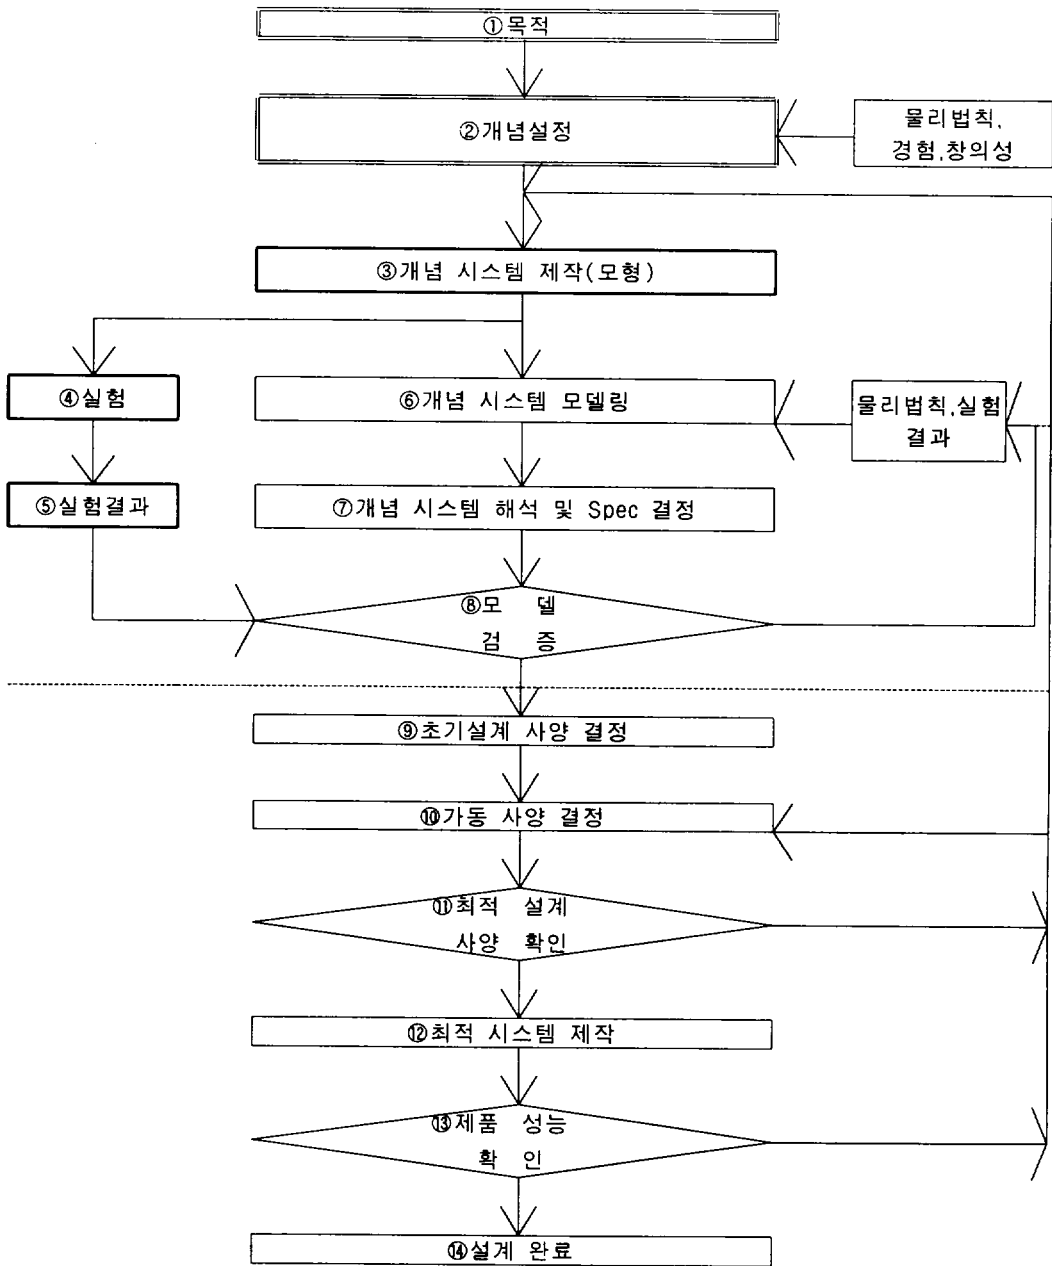 ①목적
②개념설정
물리법칙,
경험,창의성
③개념 시스템 제작(모형)
④실험
⑥개념 시스템 모델링
물리법칙,실험
결과
⑤실험결과
⑦개념 시스템 해석 및 Spec 결정
⑧모 델
검 증
⑨초기설계 사양 결정
⑩가동 사양 결정
⑪최적 설계
사양 확인
⑫최적 시스템 제작
⑬제품 성능
확 인
⑭설계 완료